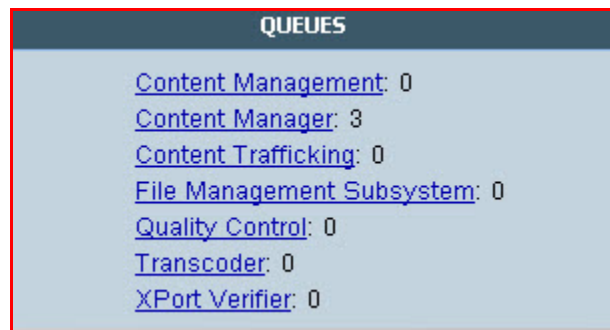 QUEUES
Content Management: 0
Content Manager: 3
Content Trafficking: 0
File Management Subsystem: 0
Quality Control: 0
Transcoder: 0
XPort Verifier: 0